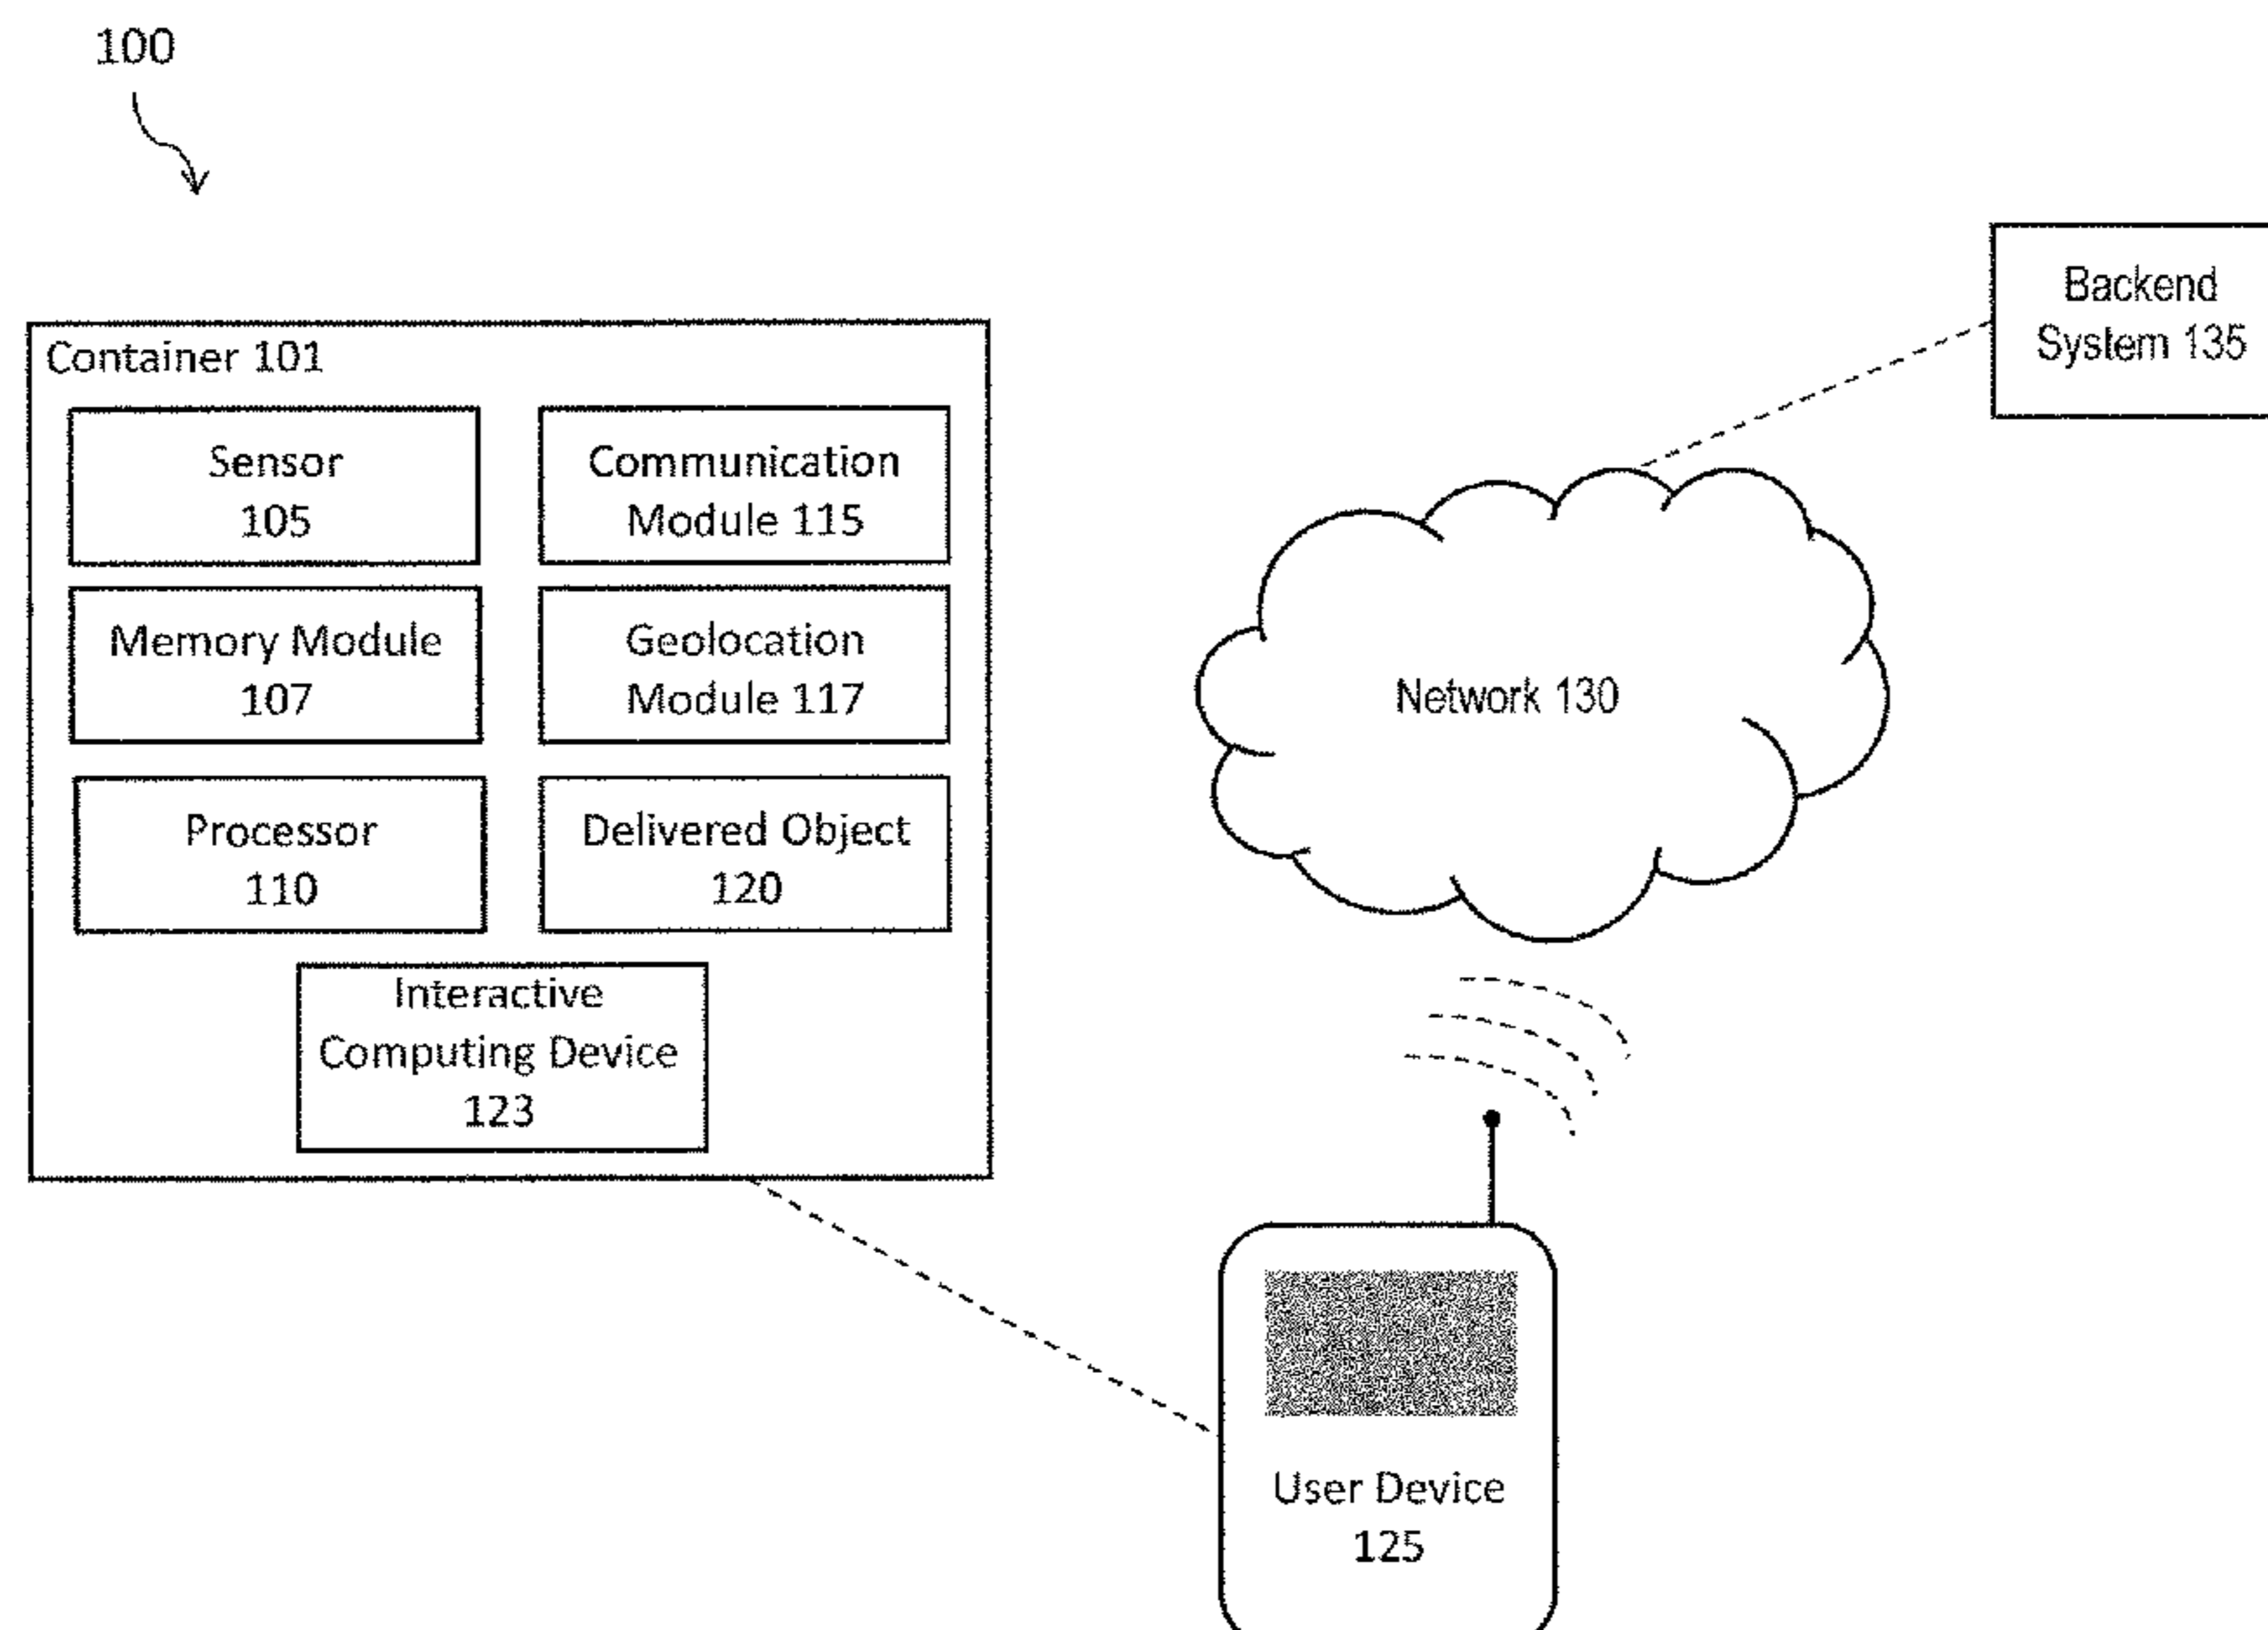 100
Backend
System 135
Container 101
Sensor
105
Communication
Module 115
Memory Module
107
Geolocation
Module 117
Network 130
Processor
110
Delivered Object
120
Interactive
Computing Device
123
User Device
125